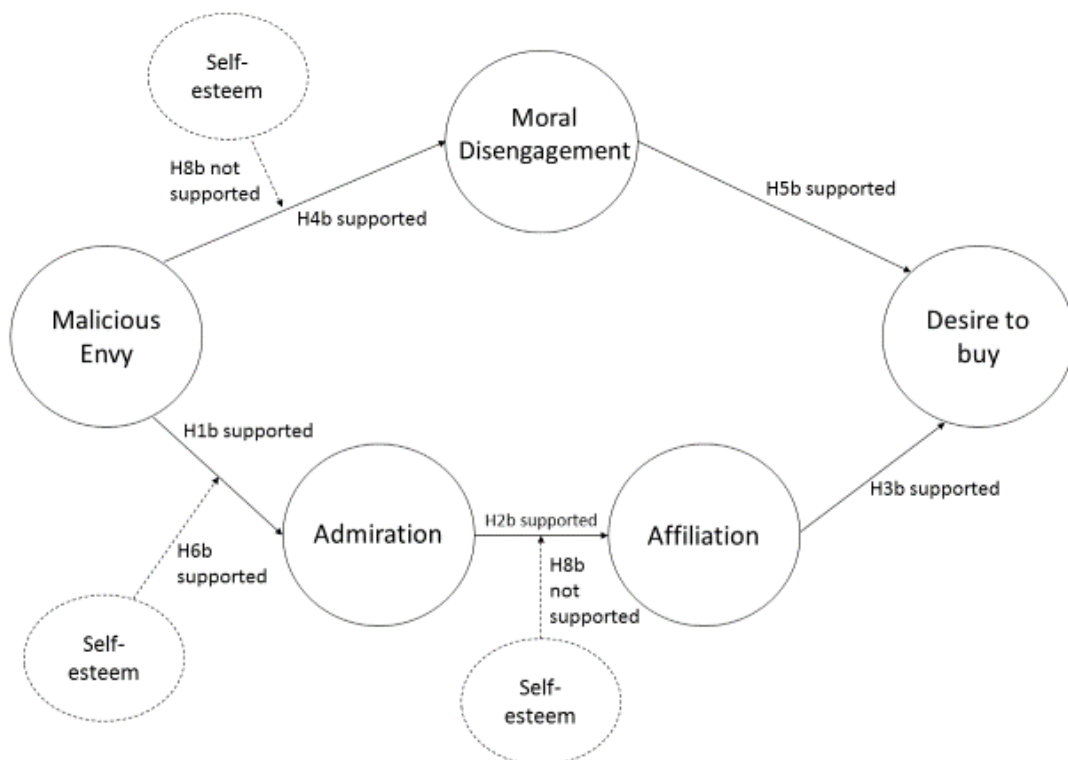 Self-
esteem
Moral
Disengagement
H8b not
supported
H4b supported
H5b supported
Malicious
Envy
Desire to
buy
H1b supported
H6b
supported
Admiration
H2b supported
Affiliation
H3b supported
H8b
not
supported
Self-
esteem
Self-
esteem